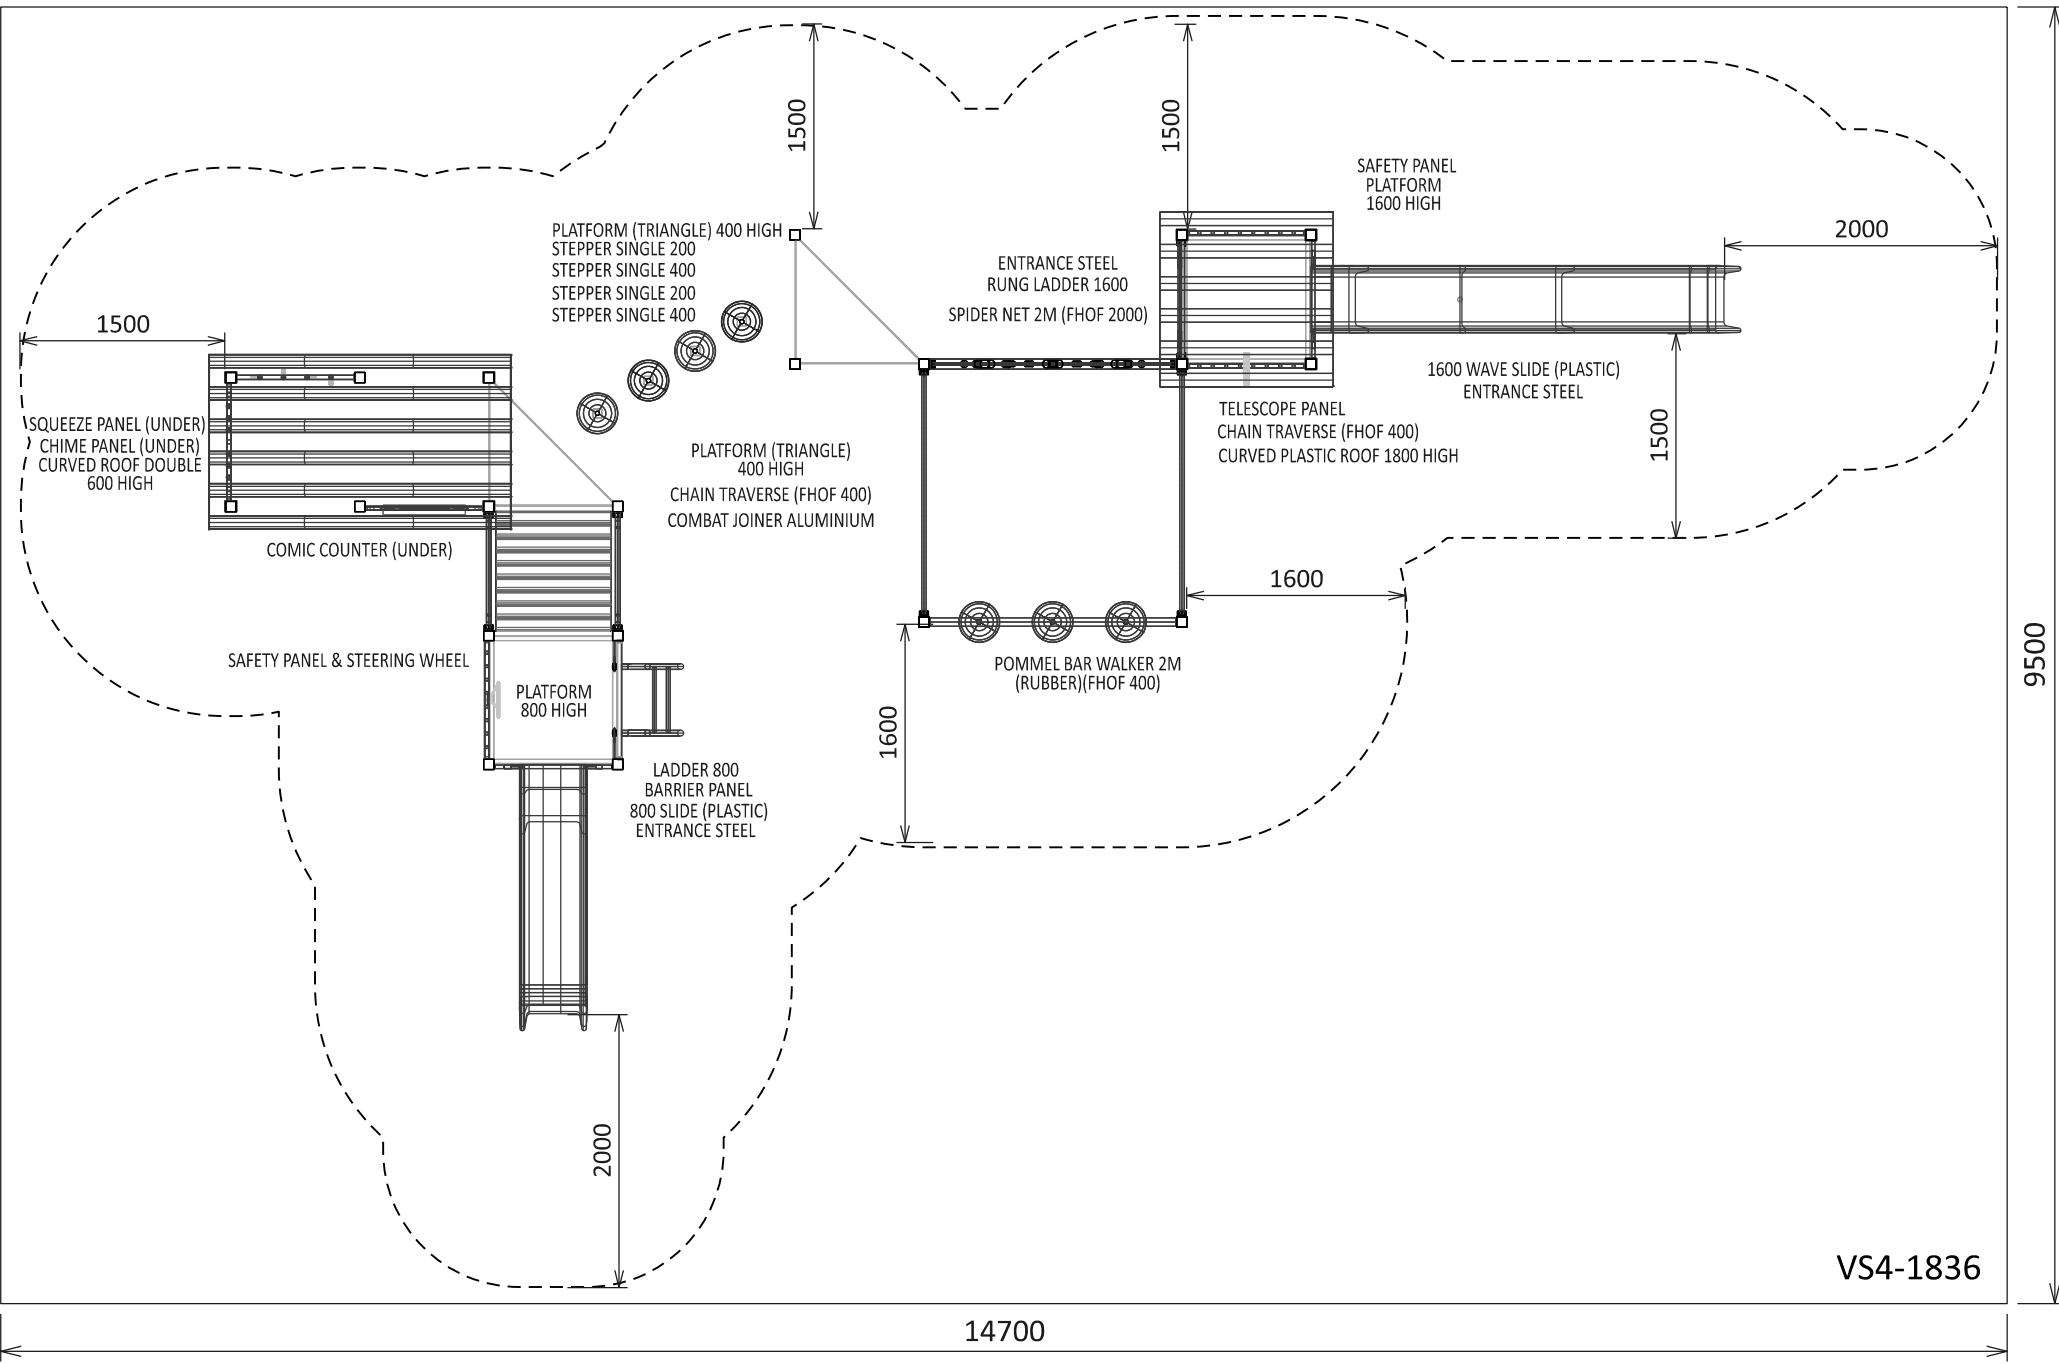 1500
1500
SAFETY PANEL
PLATFORM
1600 HIGH
2000
PLATFORM (TRIANGLE) 400 HIGH
STEPPER SINGLE 200
STEPPER SINGLE 400
STEPPER SINGLE 200
STEPPER SINGLE 400
ENTRANCE STEEL
RUNG LADDER 1600
SPIDER NET 2M (FHOF 2000)
1500
1600 WAVE SLIDE (PLASTIC)
ENTRANCE STEEL
SQUEEZE PANEL (UNDER)
CHIME PANEL (UNDER)
CURVED ROOF DOUBLE
600 HIGH
TELESCOPE PANEL
CHAIN TRAVERSE (FHOF 400)
CURVED PLASTIC ROOF 1800 HIGH
1500
PLATFORM (TRIANGLE)
400 HIGH
CHAIN TRAVERSE (FHOF 400)
COMBAT JOINER ALUMINIUM
COMIC COUNTER (UNDER)
1600
SAFETY PANEL & STEERING WHEEL
PLATFORM
800 HIGH
POMMEL BAR WALKER 2M
(RUBBER)(FHOF 400)
1600
9500
LADDER 800
BARRIER PANEL
800 SLIDE (PLASTIC)
ENTRANCE STEEL
2000
VS4-1836
14700